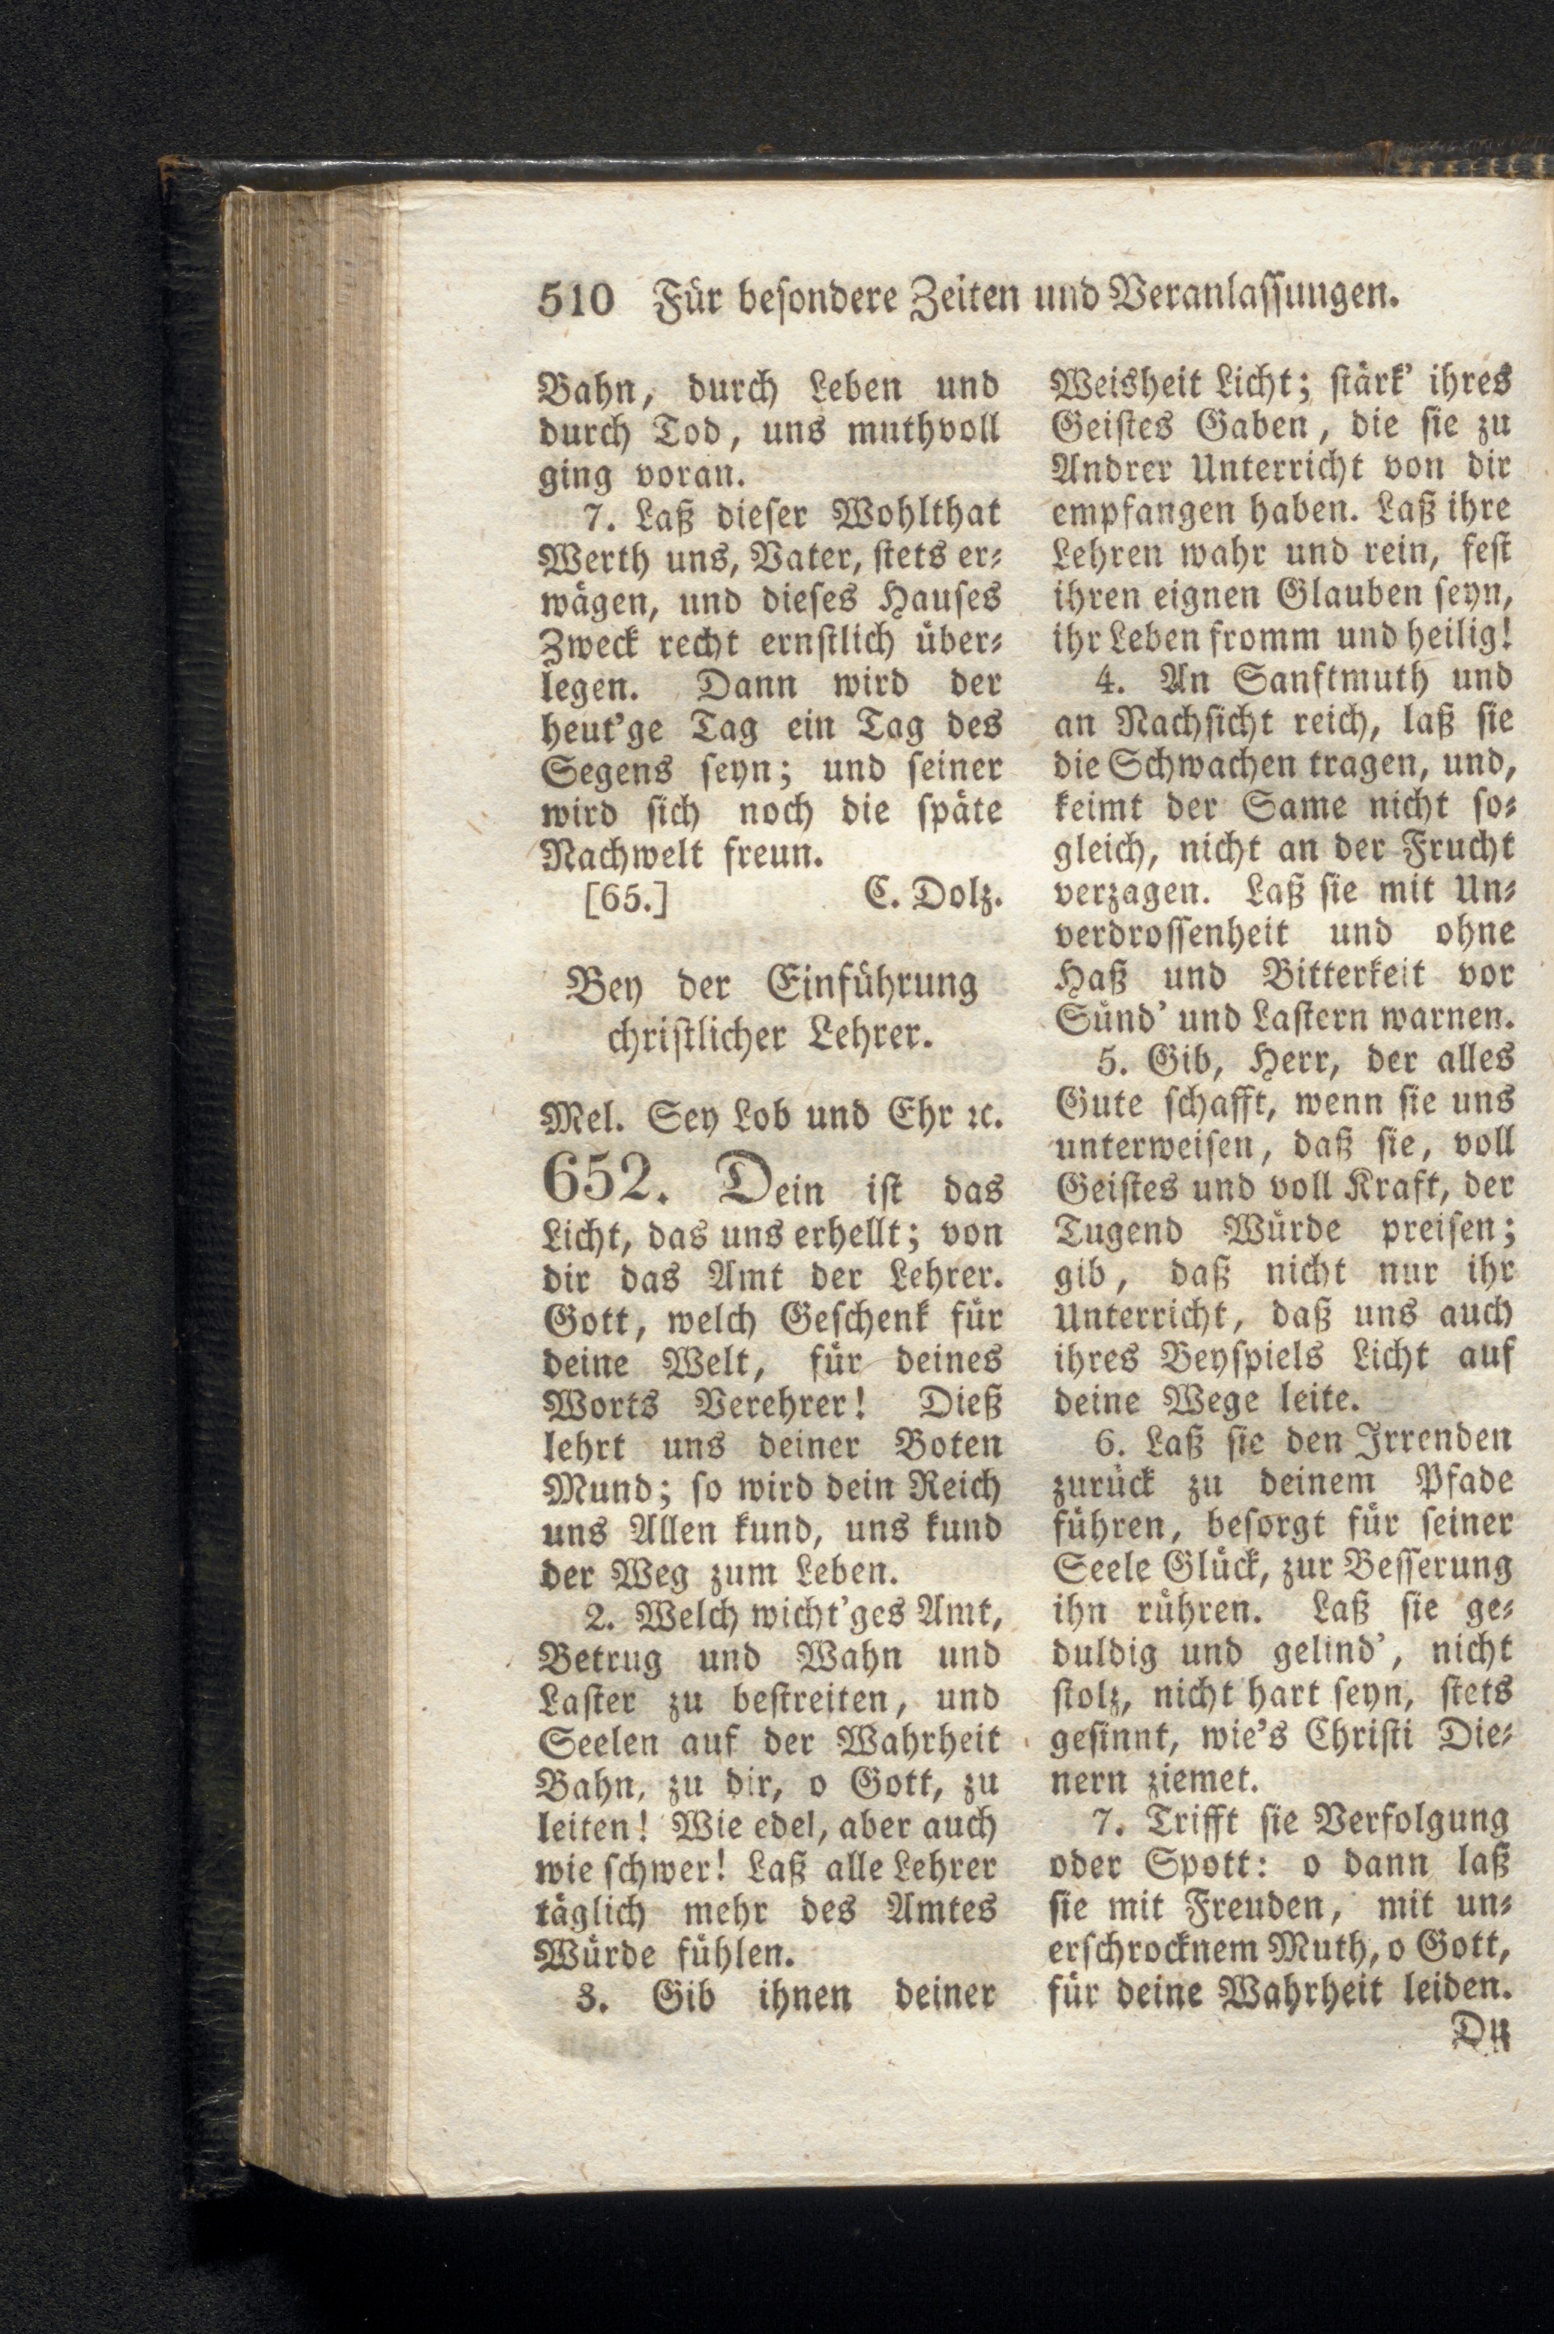 510 Für besondere Zeiten und Veranlassungen.
Bahn, durch Leben und
durch Tod, uns muthvoll
ging voran.
7. Laß dieser Wohlthat
Werth uns, Vater, stets er⸗
wägen, und dieses Hauses
Zweck recht ernstlich über⸗
legen. Dann wird der
heut'ge Tag ein Tag des
Segens seyn; und seiner
wird sich noch die späte
Nachwelt freun.
[65.] C. Dolz.
Bey der Einführung
christlicher Lehrer.
Mel. Sey Lob und Ehr ꝛc.
652. Dein ist das
Licht, das uns erhellt; von
dir das Amt der Lehrer.
Gott, welch Geschenk für
deine Welt, für deines
Worts Verehrer! Dieß
lehrt uns deiner Boten
Mund; so wird dein Reich
uns Allen kund, uns kund
der Weg zum Leben.
2. Welch wicht'ges Amt,
Betrug und Wahn und
Laster zu bestreiten, und
Seelen auf der Wahrheit
Bahn, zu dir, o Gott, zu
leiten! Wie edel, aber auch
wie schwer! Laß alle Lehrer
täglich mehr des Amtes
Würde fühlen.
3. Gib ihnen deiner
Weisheit Licht; stärk' ihres
Geistes Gaben, die sie zu
Andrer Unterricht von dir
empfangen haben. Laß ihre
Lehren wahr und rein, fest
ihren eignen Glauben seyn,
ihr Leben fromm und heilig!
4. An Sanftmuth und
an Nachsicht reich, laß sie
die Schwachen tragen, und,
keimt der Same nicht so⸗
gleich, nicht an der Frucht
verzagen. Laß sie mit Un⸗
verdrossenheit und ohne
Haß und Bitterkeit vor
Sünd' und Lastern warnen.
5. Gib, Herr, der alles
Gute schafft, wenn sie uns
unterweisen, daß sie, voll
Geistes und voll Kraft, der
Tugend Würde preisen;
gib, daß nicht nur ihr
Unterricht, daß uns auch
ihres Beyspiels Licht auf
deine Wege leite.
6. Laß sie den Irrenden
zurück zu deinem Pfade
führen, besorgt für seiner
Seele Glück, zur Besserung
ihn rühren. Laß sie ge⸗
duldig und gelind', nicht
stolz, nicht hart seyn, stets
gesinnt, wie's Christi Die⸗
nern ziemet.
7. Trifft sie Verfolgung
oder Spott: o dann laß
sie mit Freuden, mit un⸗
erschrocknem Muth, o Gott,
für deine Wahrheit leiden.
Du